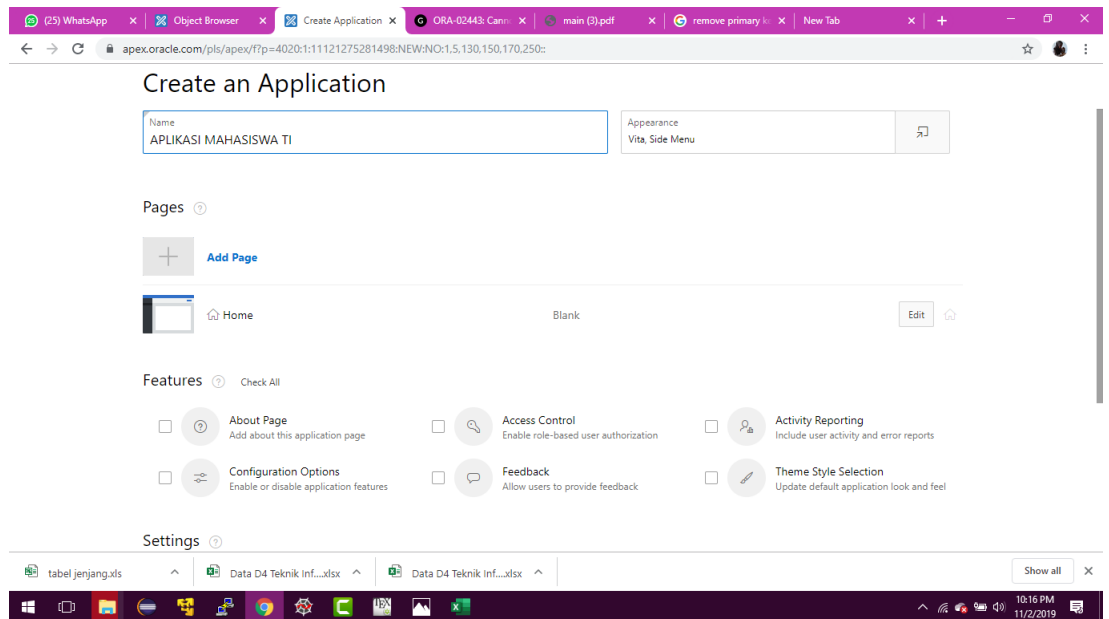 (25) WhatsApp
Object Browser
Create Application
ORA-02443: Cann
main (3).pdf
remove primary k
New Tab
apex.oracle.com/pls/apex/f?p=4020:1:11121275281498:NEW:NO:1,5,130,150,170,250::
Create an Application
Name
APLIKASI MAHASISWA TI
Appearance
Vita, Side Menu
Pages
Add Page
Home
Blank
Edit
Features
Check All
About Page
Add about this application page
Access Control
Enable role-based user authorization
Activity Reporting
Include user activity and error reports
Configuration Options
Enable or disable application features
Feedback
Allow users to provide feedback
Theme Style Selection
Update default application look and feel
Settings
tabel jenjang.xls
Data D4 Teknik Inf....xlsx
Data D4 Teknik Inf....xlsx
Show all
10:16 PM
11/2/2019